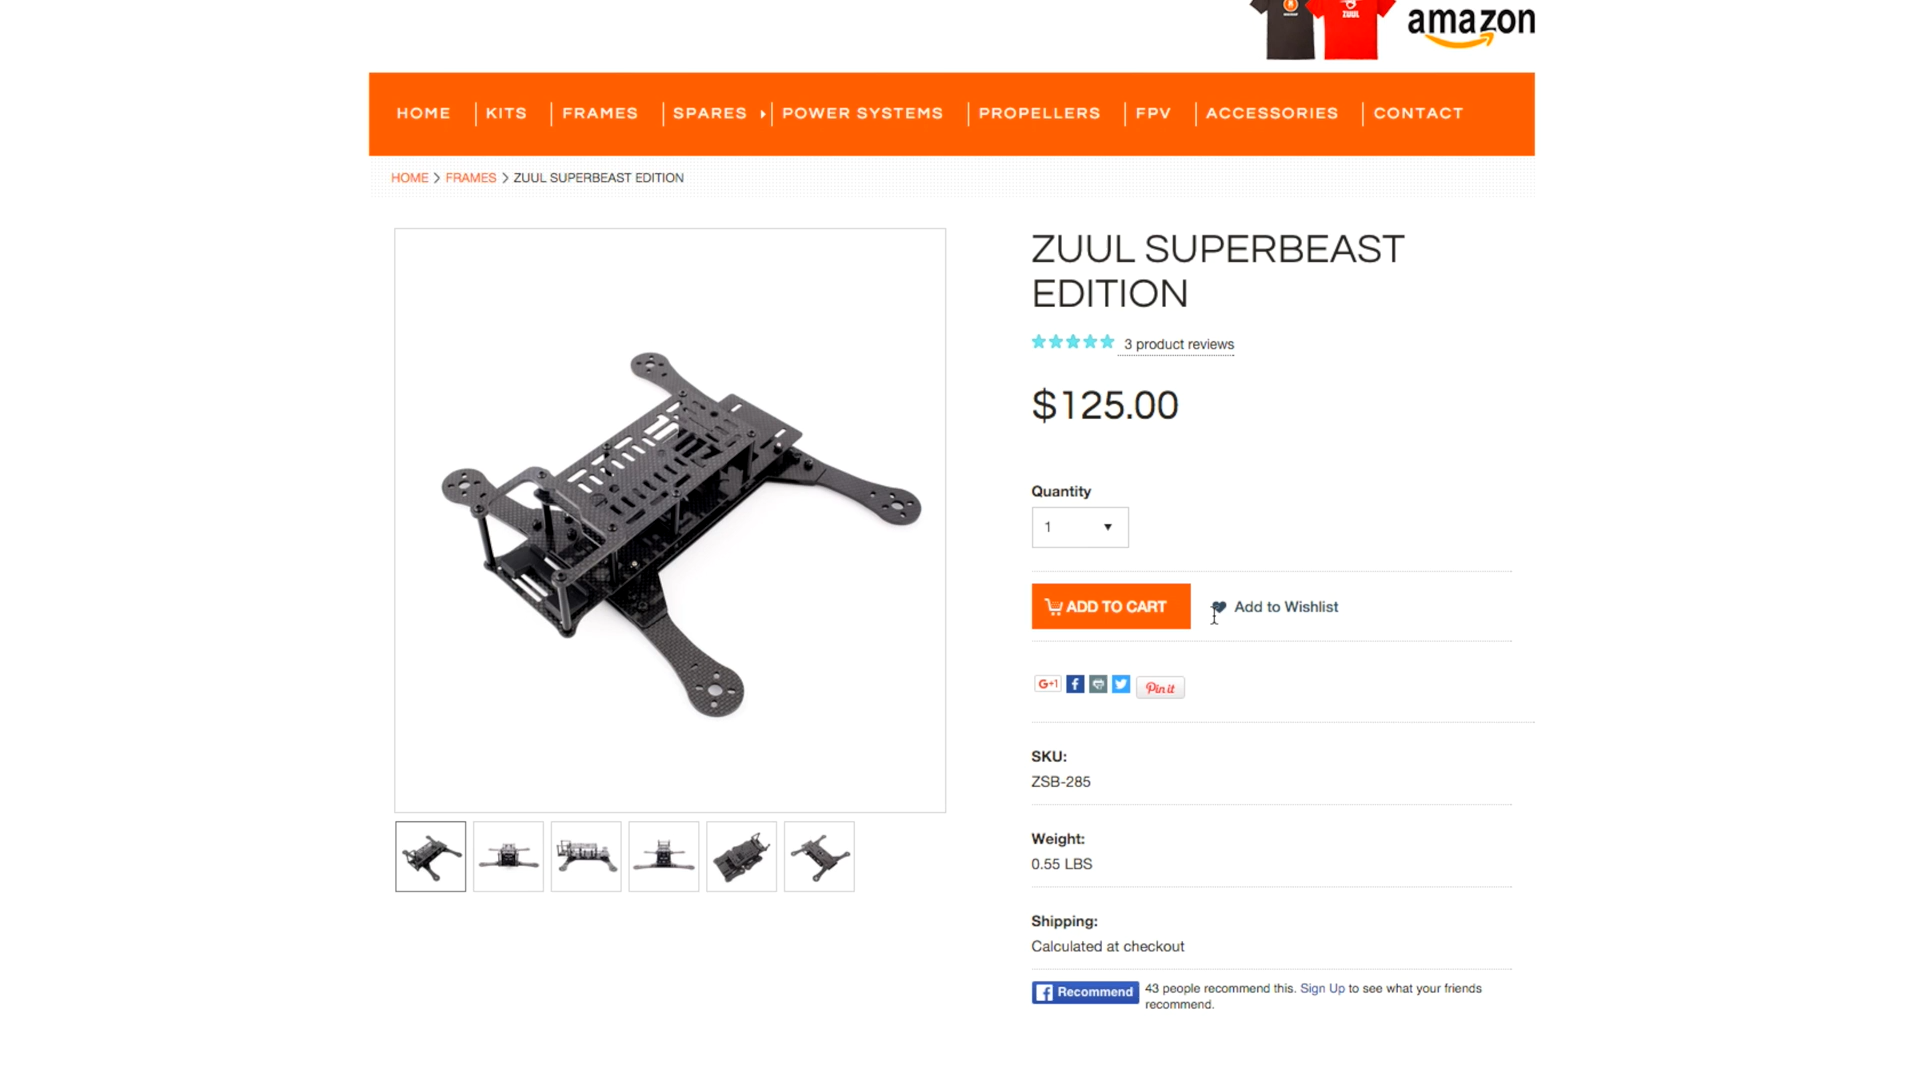 ZUUL
amazon
HOME KITS FRAMES SPARES POWER SYSTEMS PROPELLERS FPV ACCESSORIES CONTACT
HOME > FRAMES > ZUUL SUPERBEAST EDITION
ZUUL SUPERBEAST
EDITION
3 product reviews
$125.00
Quantity
1
ADD TO CART
Add to Wishlist
G+1
f
Pin it
SKU:
ZSB-285
Weight:
0.55 LBS
Shipping:
Calculated at checkout
f Recommend
43 people recommend this. Sign Up to see what your friends
recommend.